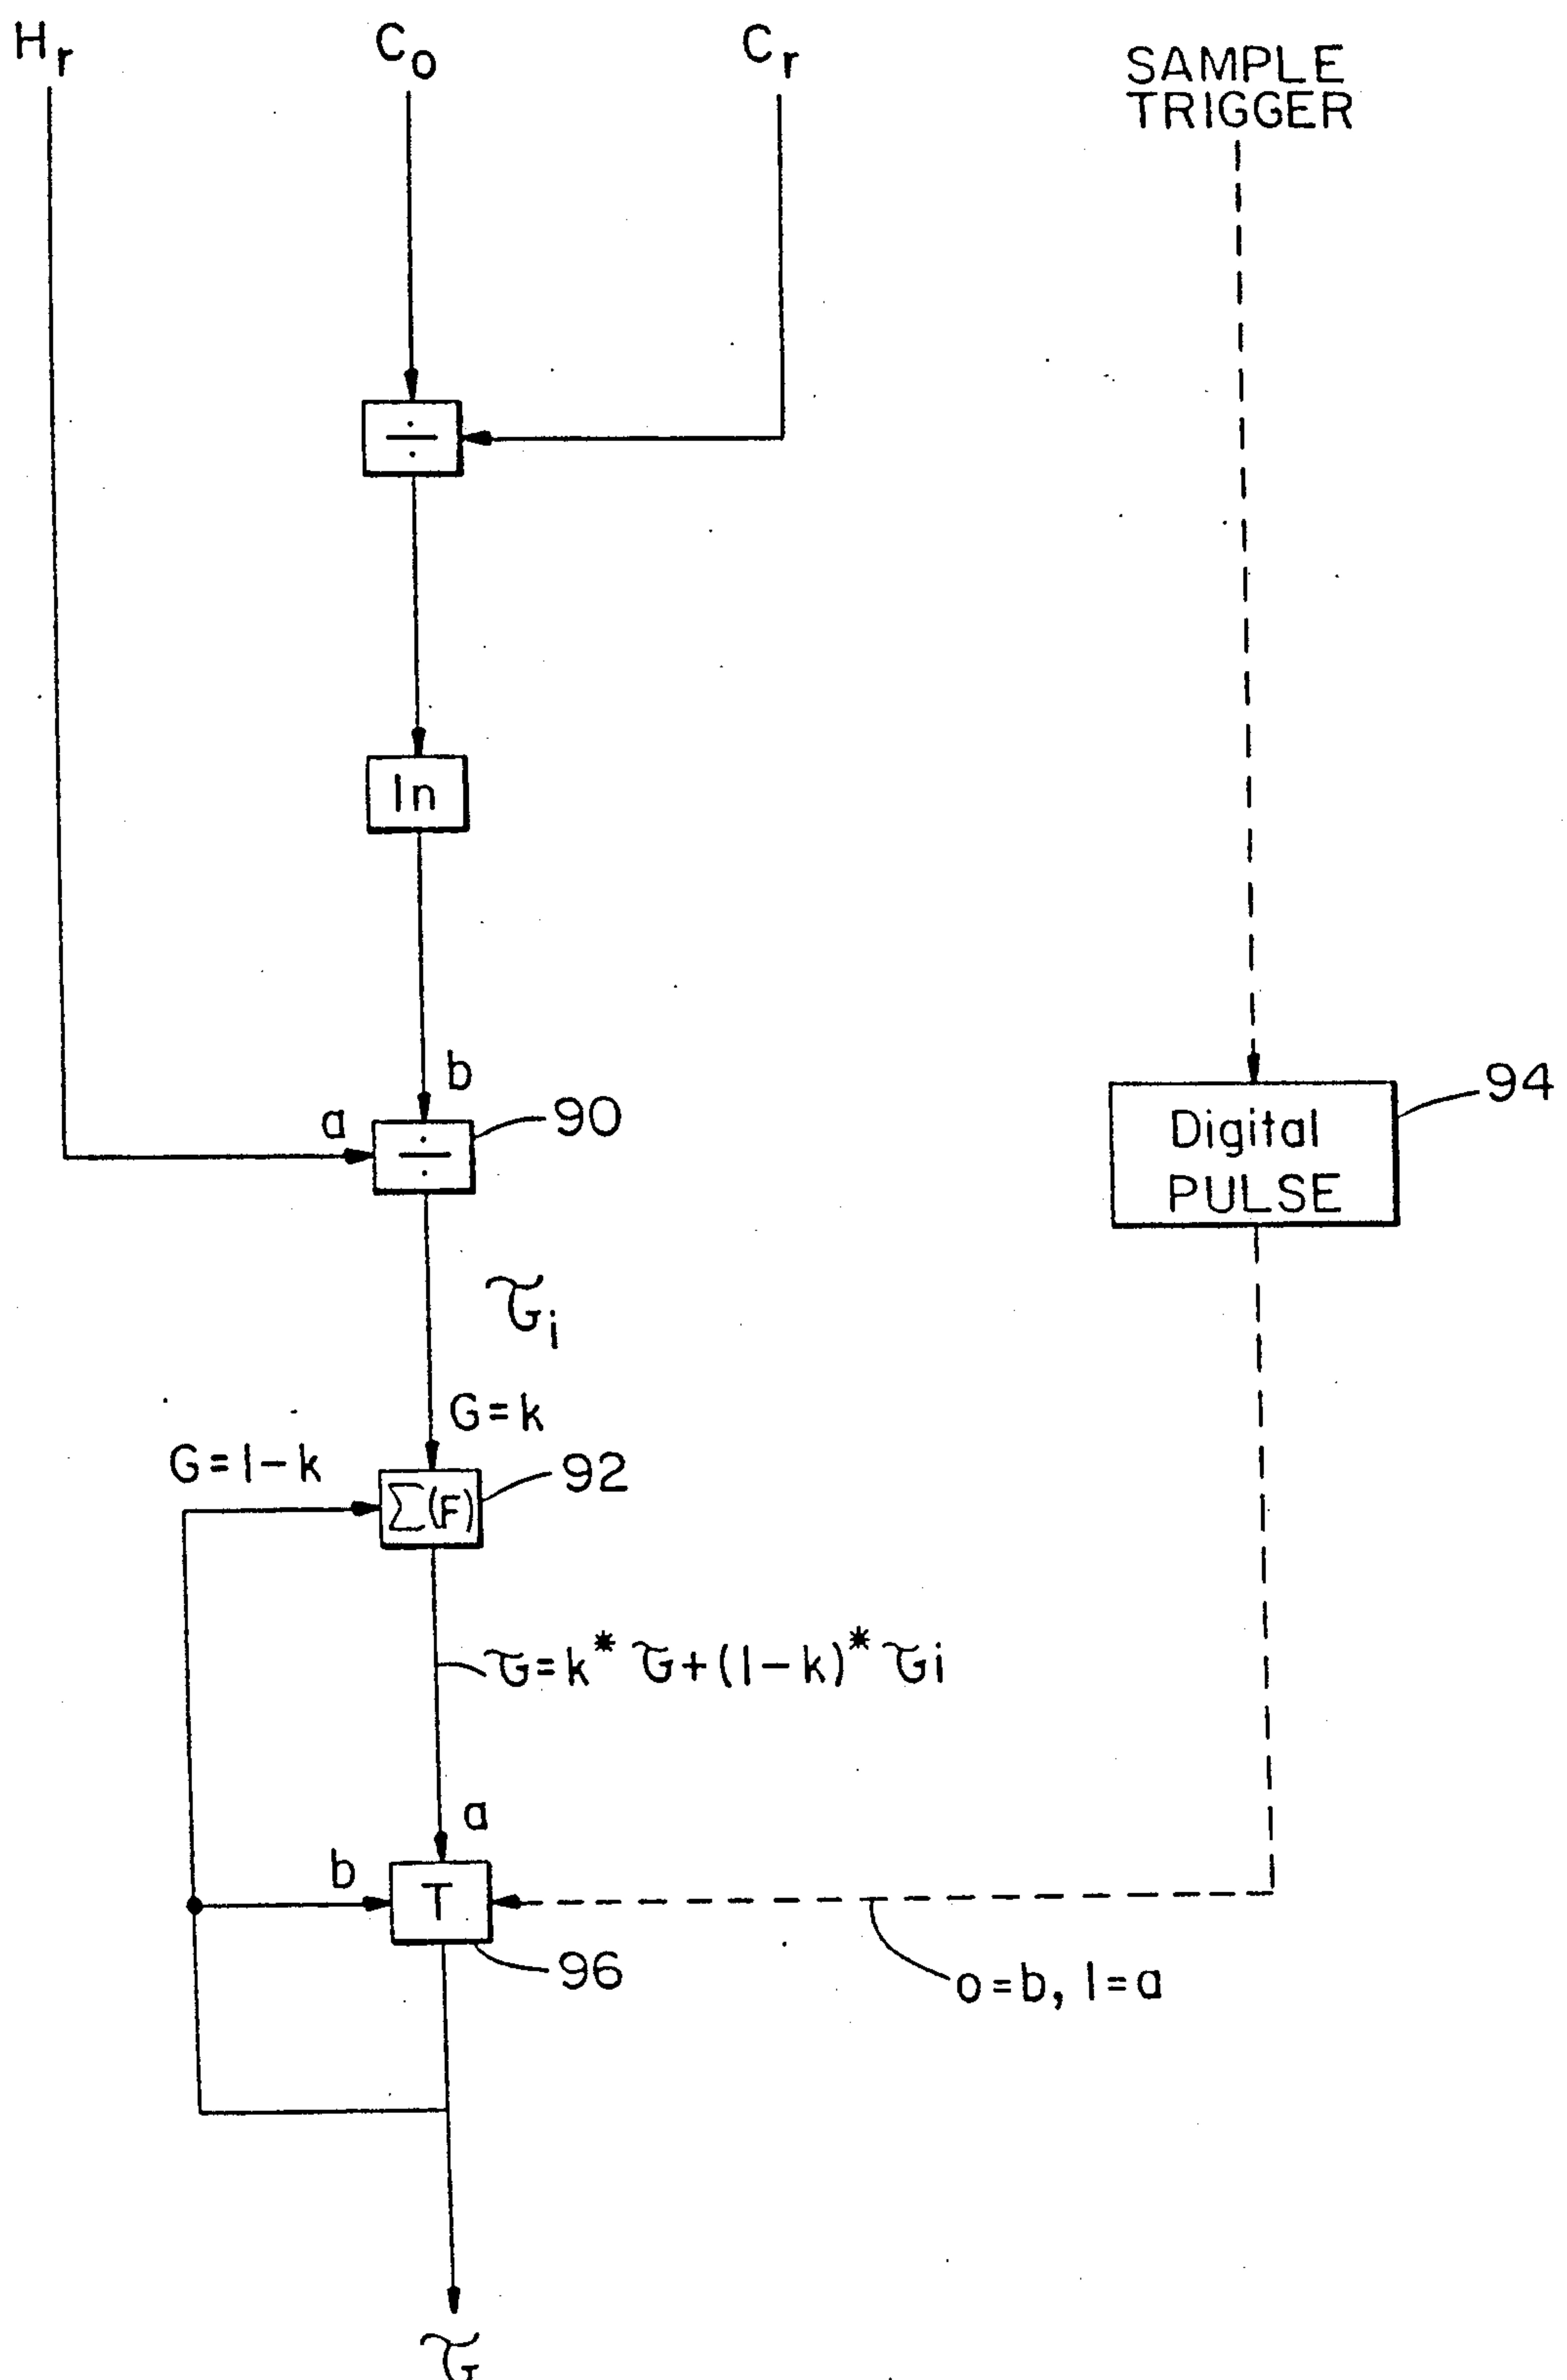 Hr
Co
Cr
SAMPLE
TRIGGER
÷
ln
b
a
÷
90
Digital
PULSE
94
τi
G=k
G=1-k
Σ(F)
92
τ=k* τ+(1-k)* τi
a
b
T
96
o=b, 1=a
τ